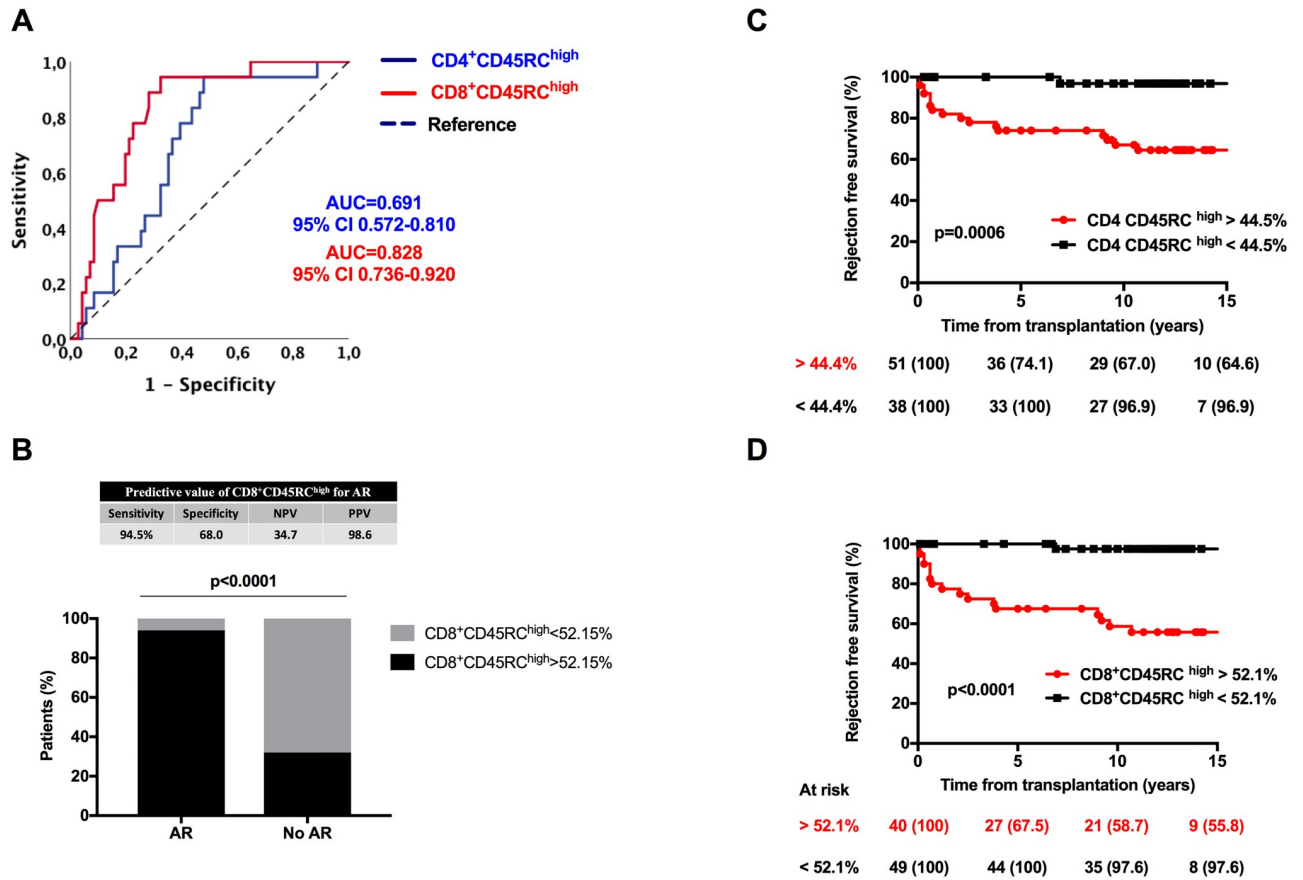 A
CD4⁺CD45RC^high
CD8⁺CD45RC^high
Reference
1,0
0,8
0,6
0,4
0,2
0,0
Sensitivity
0,0 0,2 0,4 0,6 0,8 1,0
1 – Specificity
AUC=0.691
95% CI 0.572-0.810
AUC=0.828
95% CI 0.736-0.920
B
Predictive value of CD8⁺CD45RC^high for AR
Sensitivity Specificity NPV PPV
94.5% 68.0 34.7 98.6
p<0.0001
100
80
60
40
20
0
Patients (%)
AR No AR
CD8⁺CD45RC^high<52.15%
CD8⁺CD45RC^high>52.15%
C
100
80
60
40
20
0
Rejection free survival (%)
p=0.0006
CD4 CD45RC ^high > 44.5%
CD4 CD45RC ^high < 44.5%
0 5 10 15
Time from transplantation (years)
> 44.4% 51 (100) 36 (74.1) 29 (67.0) 10 (64.6)
< 44.4% 38 (100) 33 (100) 27 (96.9) 7 (96.9)
D
100
80
60
40
20
0
Rejection free survival (%)
p<0.0001
CD8⁺CD45RC ^high > 52.1%
CD8⁺CD45RC ^high < 52.1%
0 5 10 15
Time from transplantation (years)
At risk
> 52.1% 40 (100) 27 (67.5) 21 (58.7) 9 (55.8)
< 52.1% 49 (100) 44 (100) 35 (97.6) 8 (97.6)